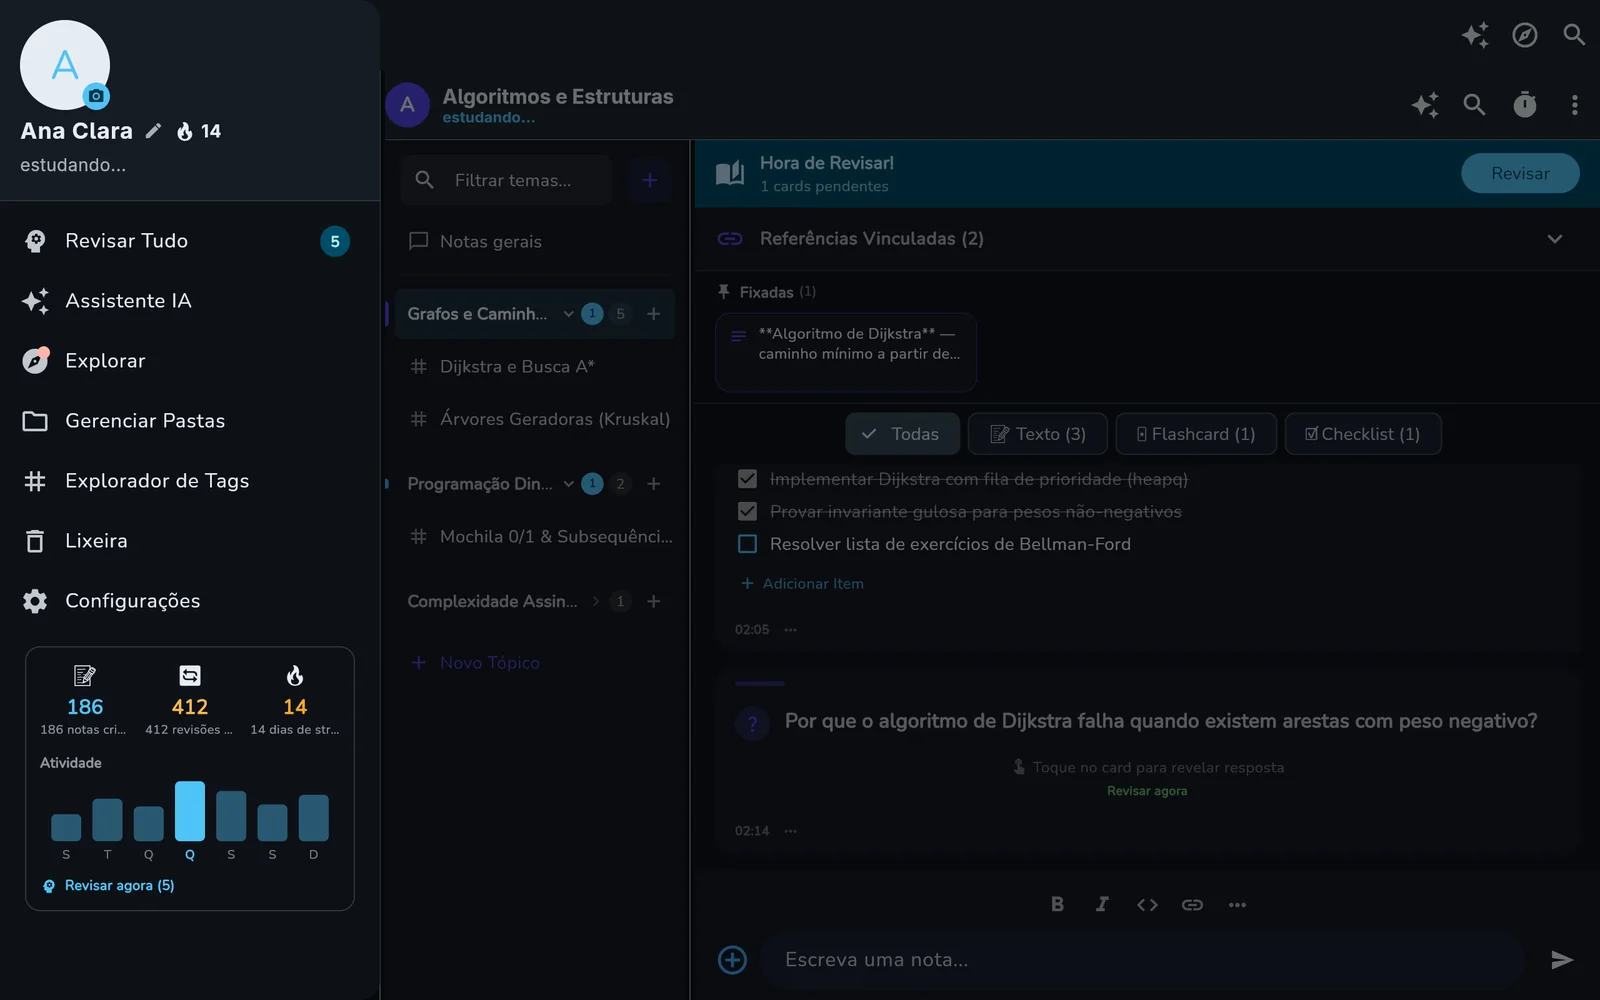 A
Ana Clara 14
estudando...
Revisar Tudo 5
Assistente IA
Explorar
Gerenciar Pastas
Explorador de Tags
Lixeira
Configurações
186 412 14
186 notas cri... 412 revisões ... 14 dias de str...
Atividade
S T Q Q S S D
Revisar agora (5)
A Algoritmos e Estruturas
estudando...
Filtrar temas...
Notas gerais
Grafos e Caminh... 1 5
Dijkstra e Busca A*
Árvores Geradoras (Kruskal)
Programação Din... 1 2
Mochila 0/1 & Subsequênci...
Complexidade Assin... 1
Novo Tópico
Hora de Revisar!
1 cards pendentes
Revisar
Referências Vinculadas (2)
Fixadas (1)
**Algoritmo de Dijkstra** —
caminho mínimo a partir de...
Todas Texto (3) Flashcard (1) Checklist (1)
Implementar Dijkstra com fila de prioridade (heapq)
Provar invariante gulosa para pesos não-negativos
Resolver lista de exercícios de Bellman-Ford
+ Adicionar Item
02:05 ...
? Por que o algoritmo de Dijkstra falha quando existem arestas com peso negativo?
Toque no card para revelar resposta
Revisar agora
02:14 ...
B I <> ...
Escreva uma nota...